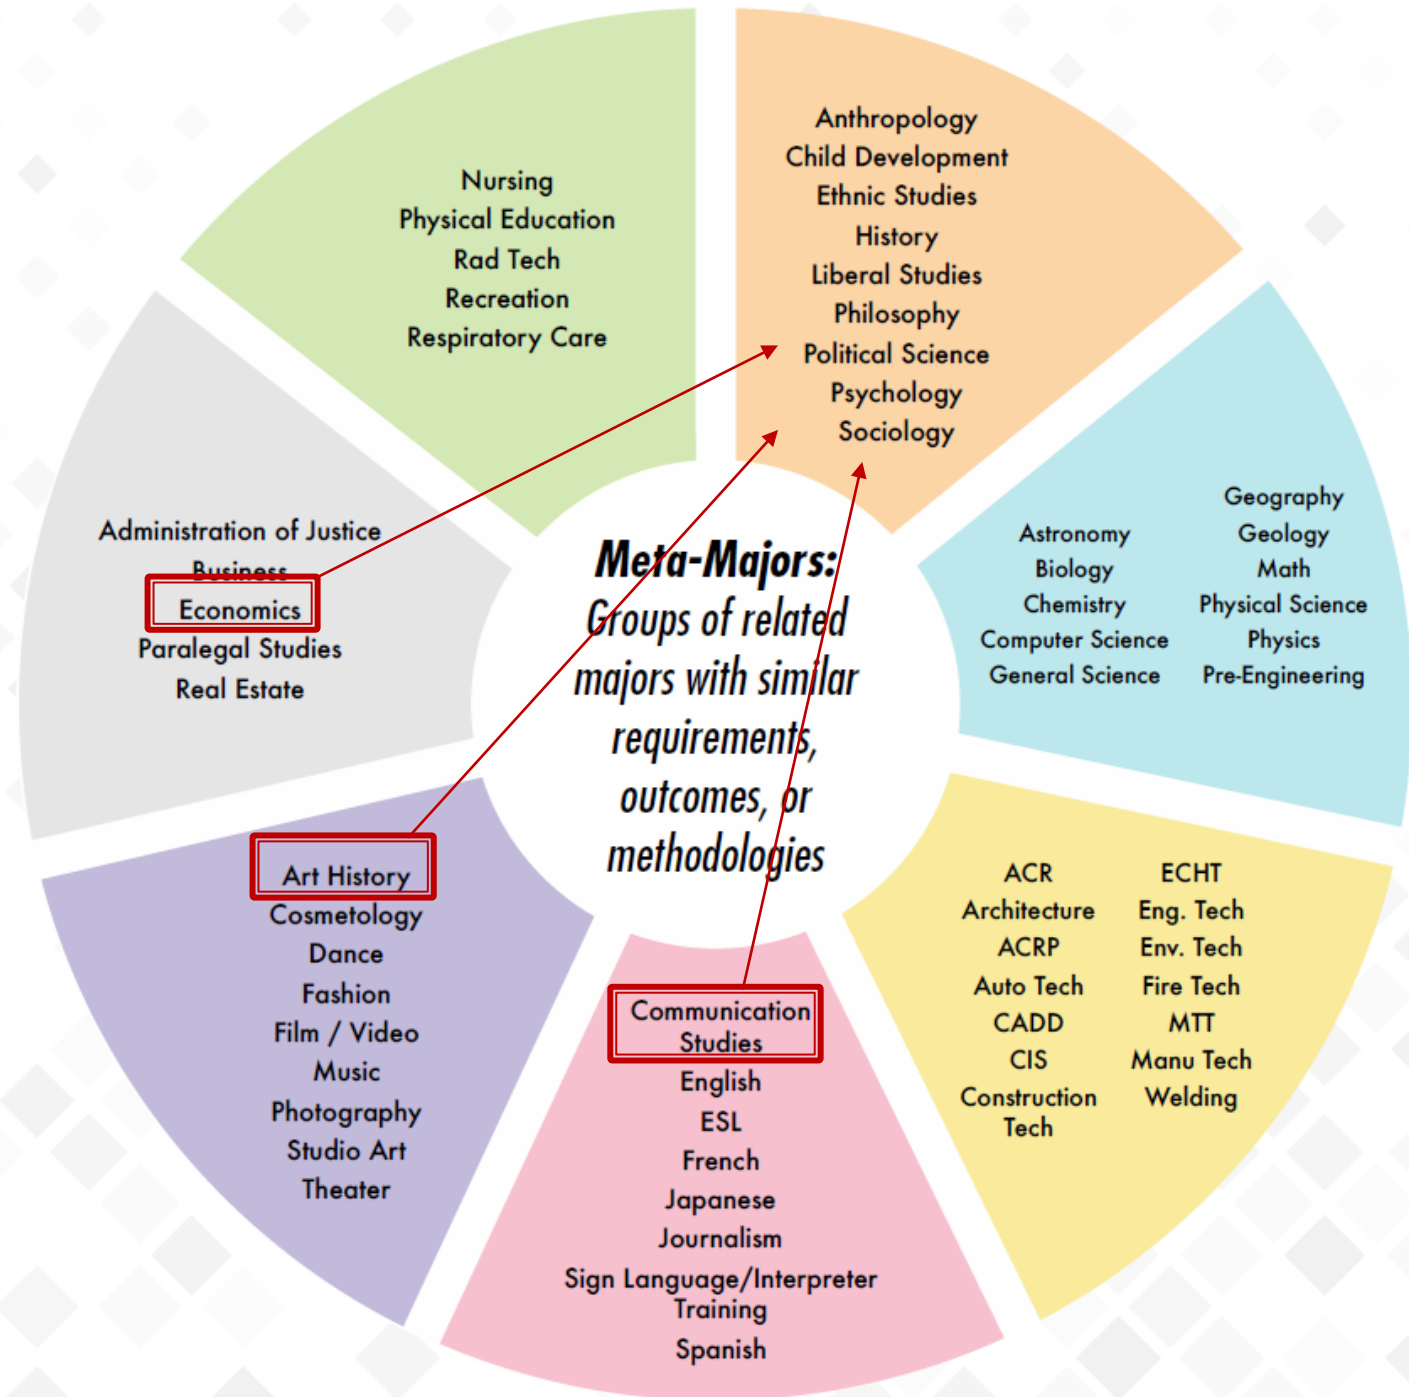 Nursing
Physical Education
Rad Tech
Recreation
Respiratory Care
Anthropology
Child Development
Ethnic Studies
History
Liberal Studies
Philosophy
Political Science
Psychology
Sociology
Astronomy
Biology
Chemistry
Computer Science
General Science
Geography
Geology
Math
Physical Science
Physics
Pre-Engineering
ACR
Architecture
ACRP
Auto Tech
CADD
CIS
Construction
Tech
ECHT
Eng. Tech
Env. Tech
Fire Tech
MTT
Manu Tech
Welding
Communication
Studies
English
ESL
French
Japanese
Journalism
Sign Language/Interpreter
Training
Spanish
Art History
Cosmetology
Dance
Fashion
Film / Video
Music
Photography
Studio Art
Theater
Administration of Justice
Business
Economics
Paralegal Studies
Real Estate
Meta-Majors:
Groups of related
majors with similar
requirements,
outcomes, or
methodologies